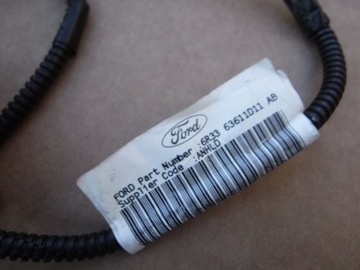 Ford
FORD Part Number :6R33 63611D11 AB
Supplier Code :ANHLD